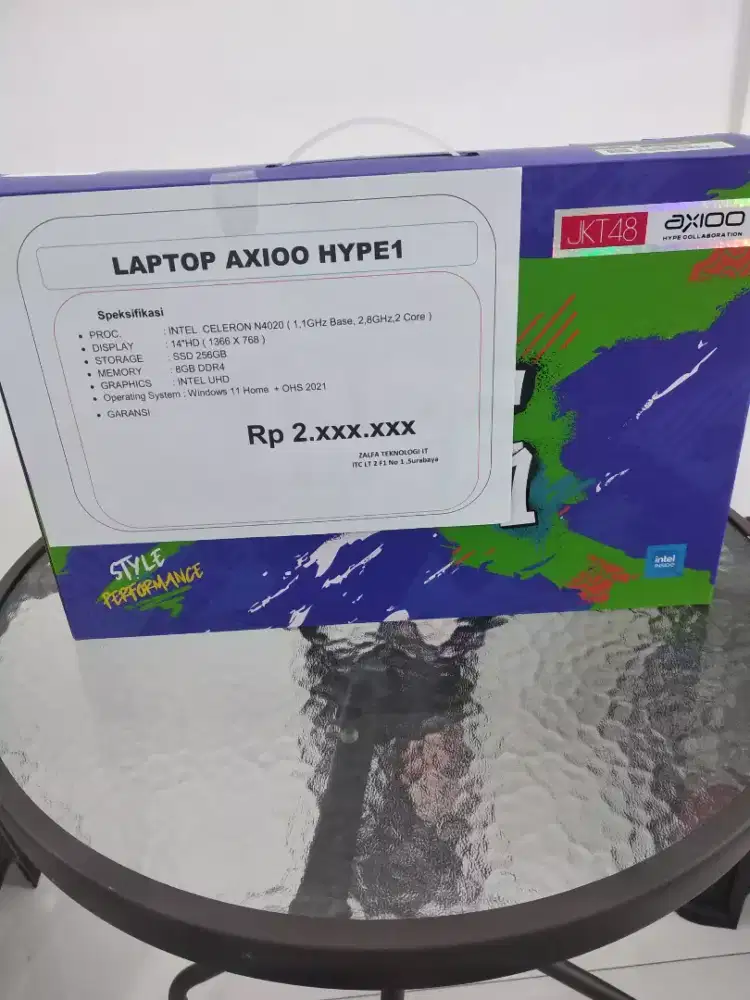 JKT48 AXIOO
HYPE COLLABORATION
LAPTOP AXIOO HYPE1
Speksifikasi
• PROC. : INTEL CELERON N4020 ( 1,1GHz Base, 2,8GHz,2 Core )
• DISPLAY : 14"HD ( 1366 X 768 )
• STORAGE : SSD 256GB
• MEMORY : 8GB DDR4
• GRAPHICS : INTEL UHD
• Operating System : Windows 11 Home + OHS 2021
• GARANSI
Rp 2.xxx.xxx
ZALFA TEKNOLOGI IT
ITC LT 2 F1 No 1 .Surabaya
1
STYLE
PERFORMANCE
intel
INSIDE